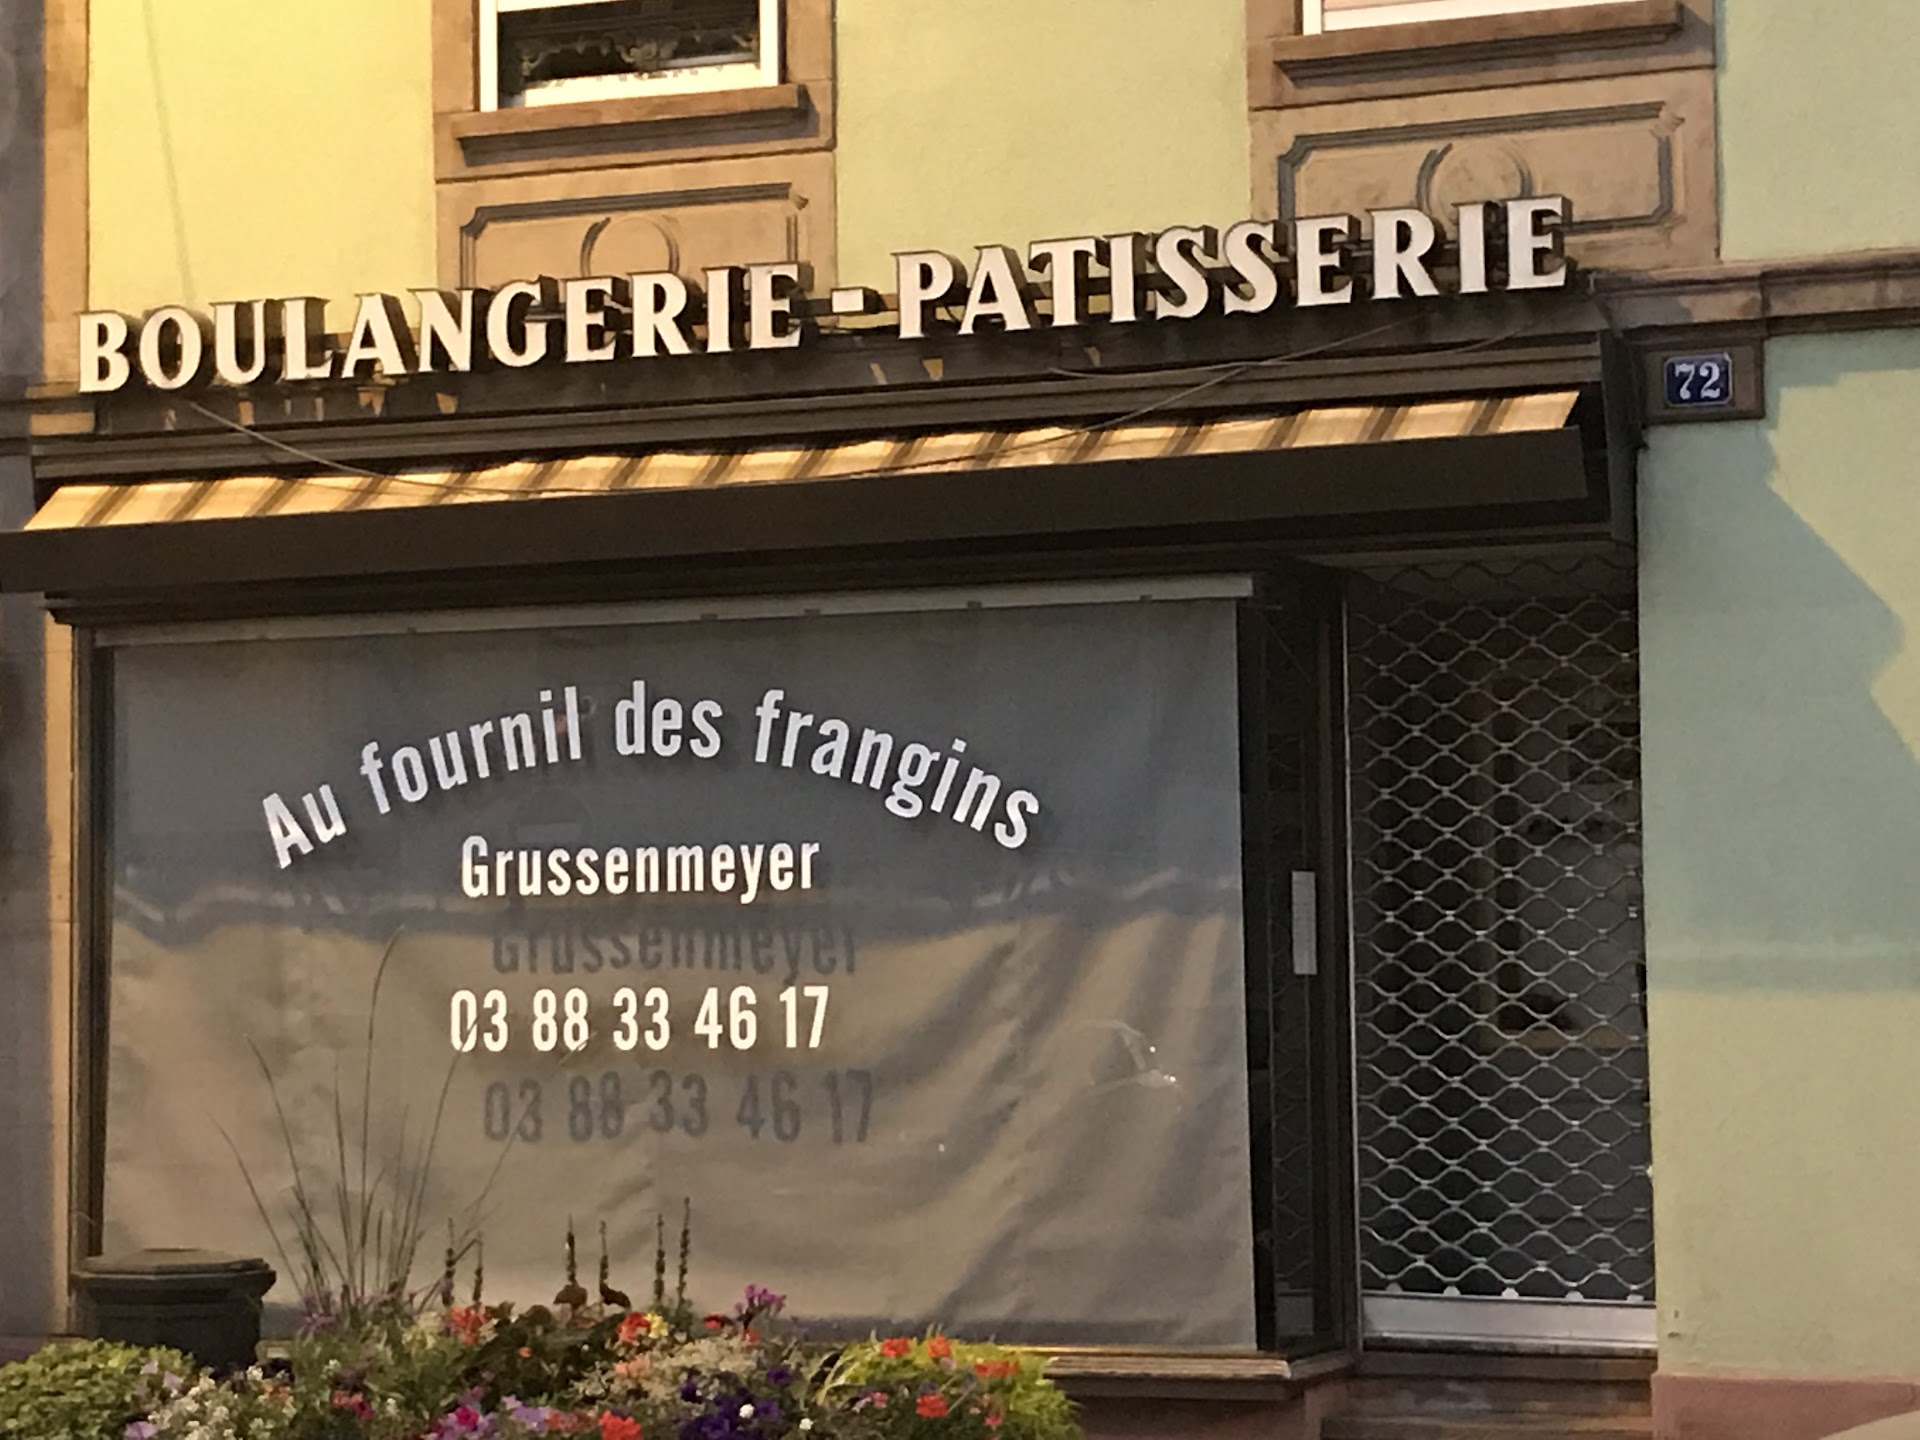 BOULANGERIE - PATISSERIE
72
Au fournil des frangins
Grussenmeyer
03 88 33 46 17